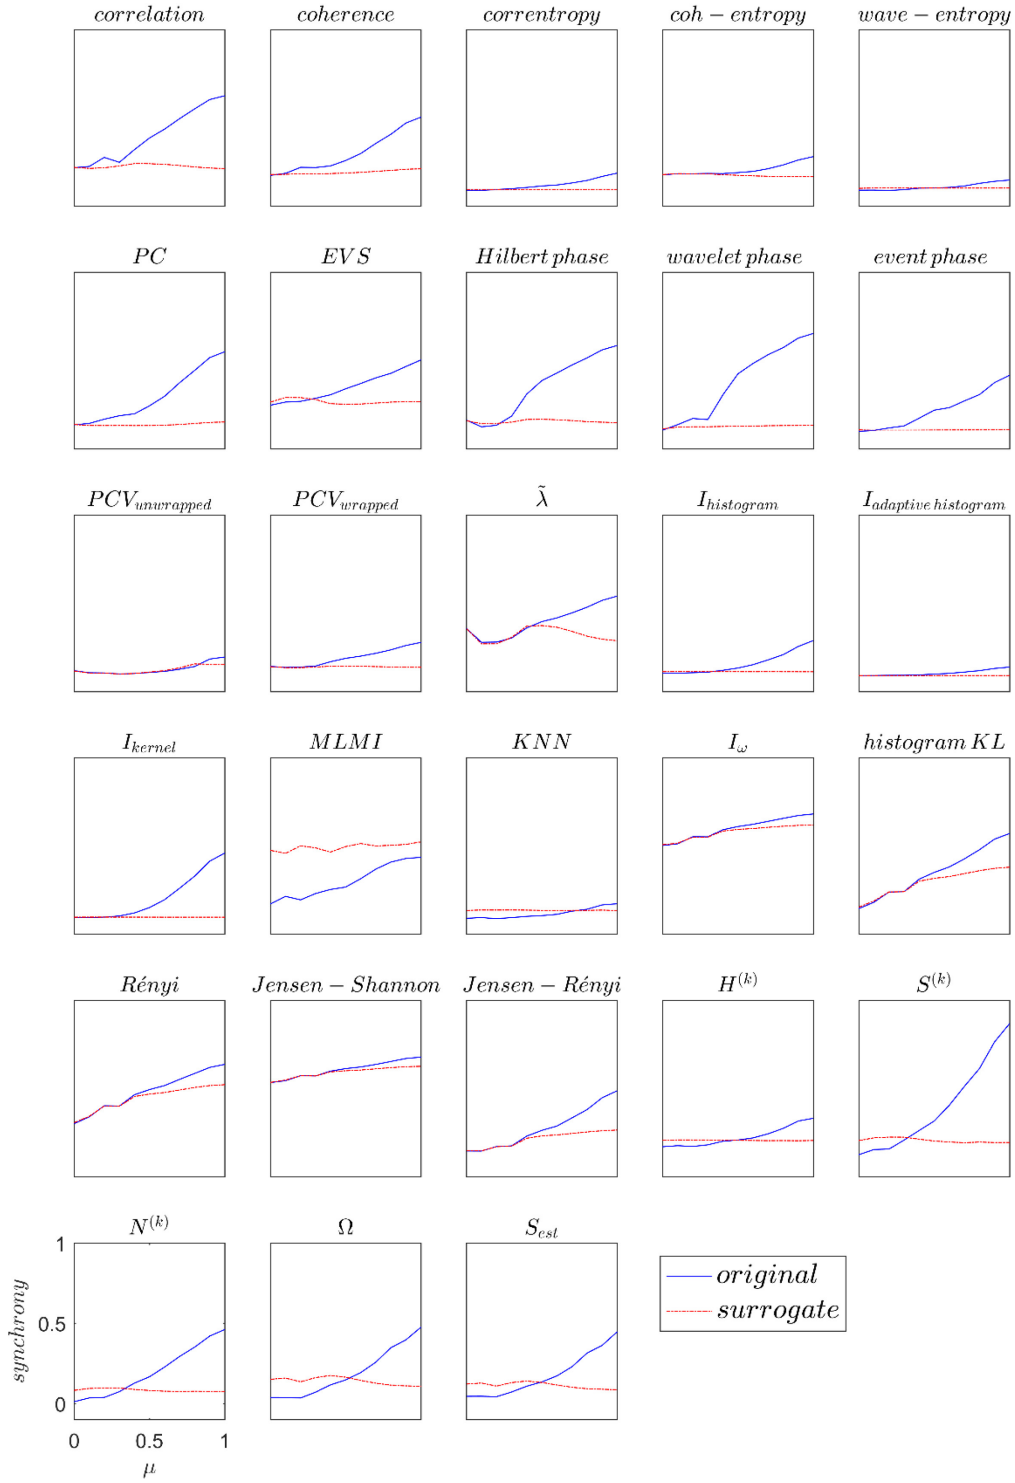 correlation coherence correntropy coh − entropy wave − entropy
PC EVS Hilbert phase wavelet phase event phase
PCV_unwrapped PCV_wrapped λ̃ I_histogram I_adaptive histogram
I_kernel MLMI KNN I_ω histogram KL
Rényi Jensen − Shannon Jensen − Rényi H^(k) S^(k)
N^(k) Ω S_est
1
0.5
0
synchrony
0 0.5 1
μ
original
surrogate